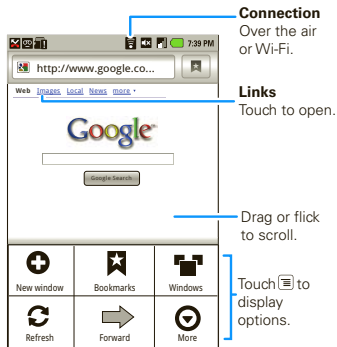 Connection
Over the air
or Wi-Fi.
7:39 PM
http://www.google.co...
Links
Touch to open.
Web Images Local News more
Google
Google Search
Drag or flick
to scroll.
New window Bookmarks Windows
Touch to
display
options.
Refresh Forward More